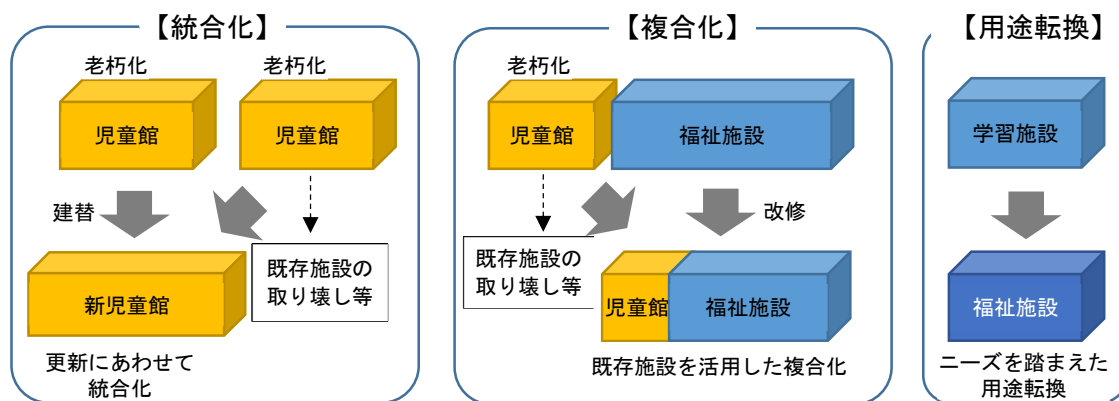 【統合化】
老朽化
老朽化
児童館
児童館
建替
既存施設の
取り壊し等
新児童館
更新にあわせて
統合化
【複合化】
老朽化
児童館
福祉施設
改修
既存施設の
取り壊し等
児童館
福祉施設
既存施設を活用した複合化
【用途転換】
学習施設
福祉施設
ニーズを踏まえた
用途転換